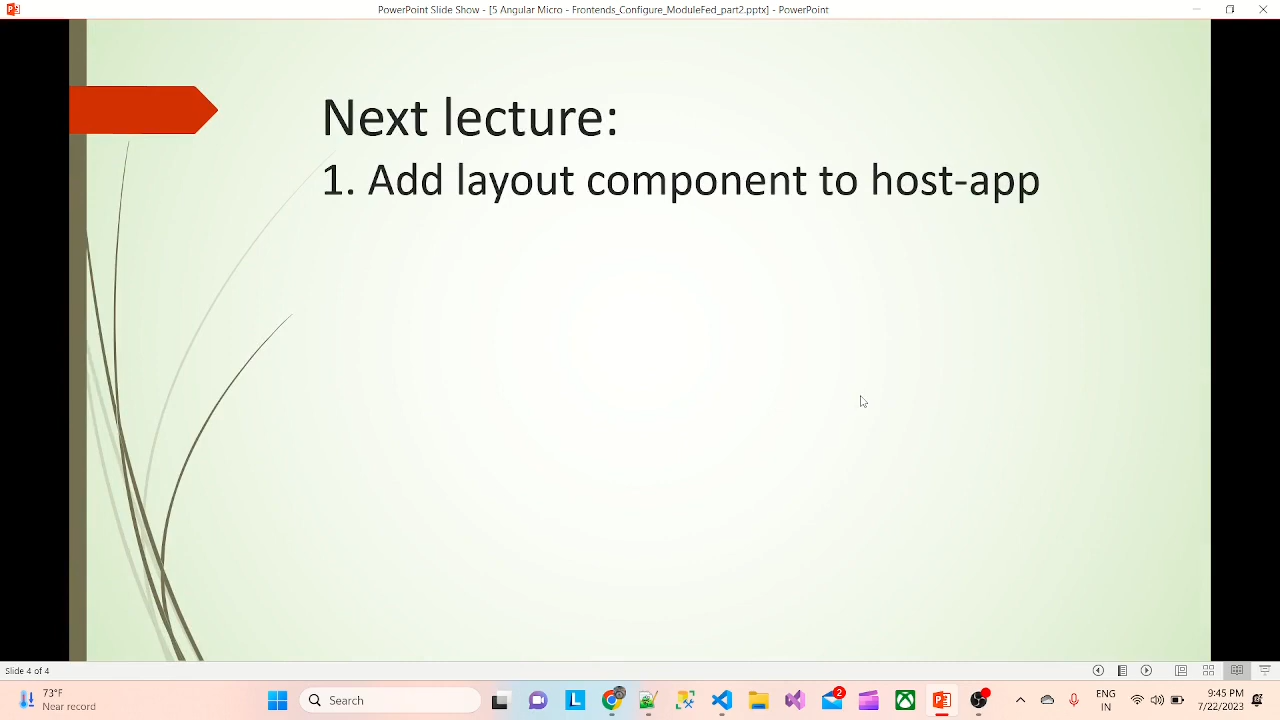 PowerPoint Slide Show - [5 Angular Micro - Frontends_Configure_ModuleFed_part2.pptx] - PowerPoint
Next lecture:
1. Add layout component to host-app
Slide 4 of 4
73°F
Near record
Search
2
ENG
IN
9:45 PM
7/22/2023